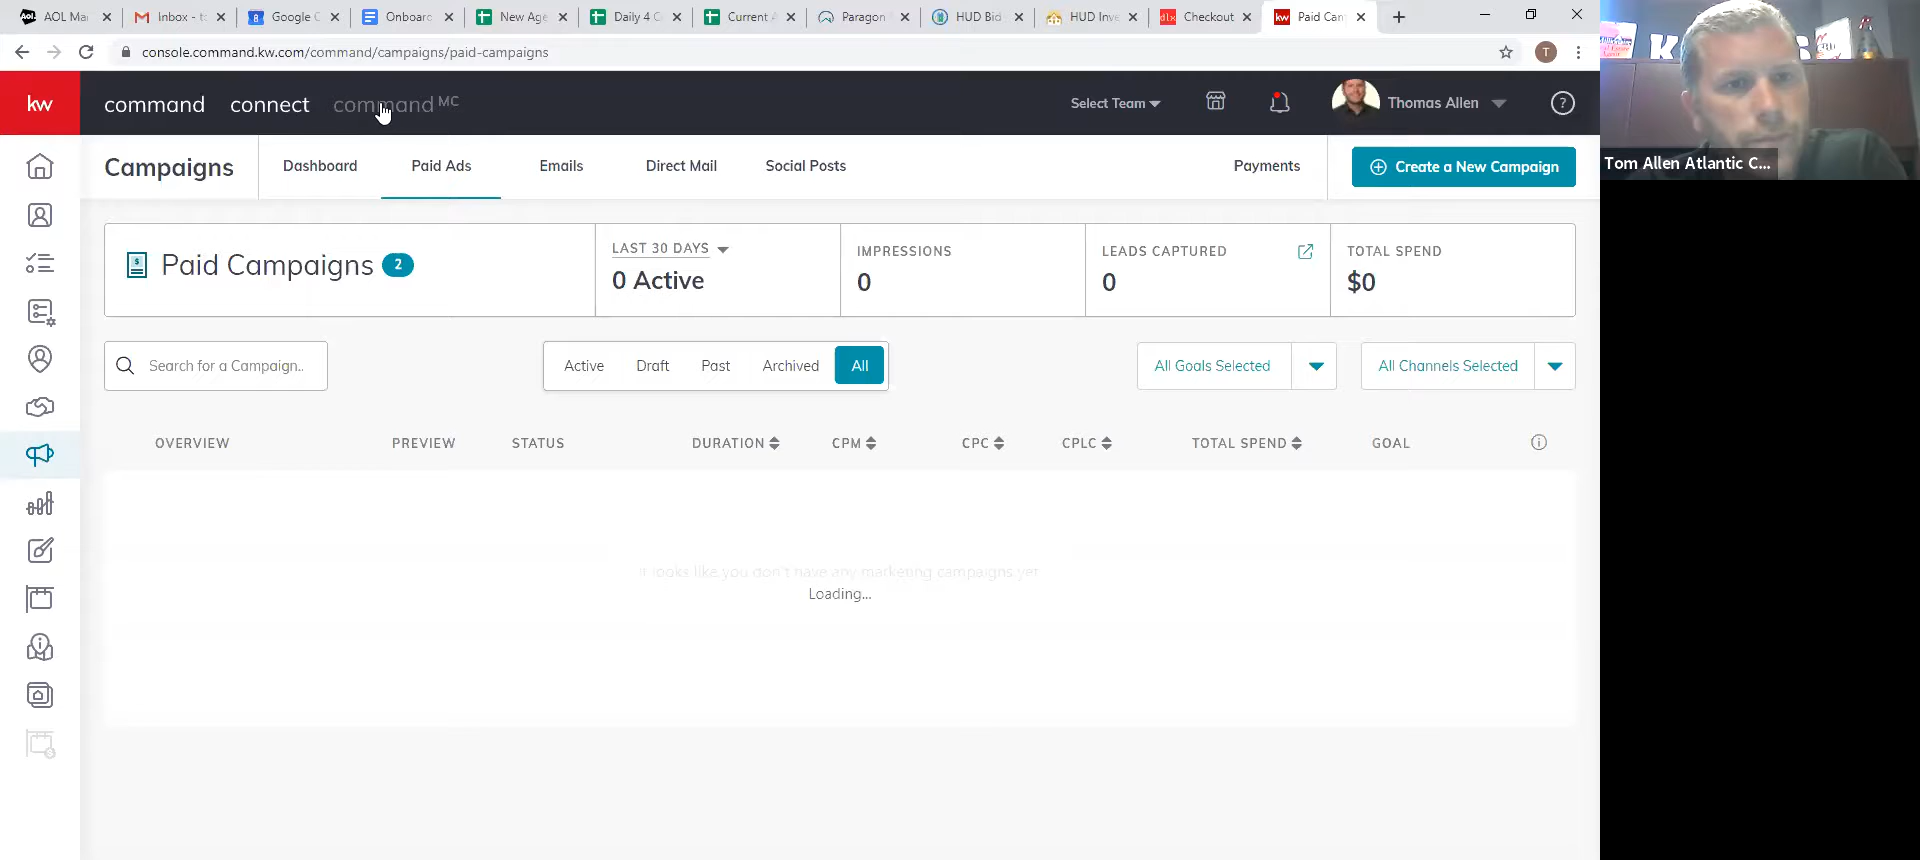 AOL Ma
Inbox - t
Google C
Onboard
New Age
Daily 4 C
Current A
Paragon
HUD Bid
HUD Inve
Checkout
Paid Cam
console.command.kw.com/command/campaigns/paid-campaigns
T
kw
command
connect
command MC
Select Team
Thomas Allen
Campaigns
Dashboard
Paid Ads
Emails
Direct Mail
Social Posts
Payments
Create a New Campaign
Paid Campaigns 2
LAST 30 DAYS
0 Active
IMPRESSIONS
0
LEADS CAPTURED
0
TOTAL SPEND
$0
Search for a Campaign..
Active
Draft
Past
Archived
All
All Goals Selected
All Channels Selected
OVERVIEW
PREVIEW
STATUS
DURATION
CPM
CPC
CPLC
TOTAL SPEND
GOAL
It looks like you don't have any marketing campaigns yet
Loading...
Tom Allen Atlantic C...